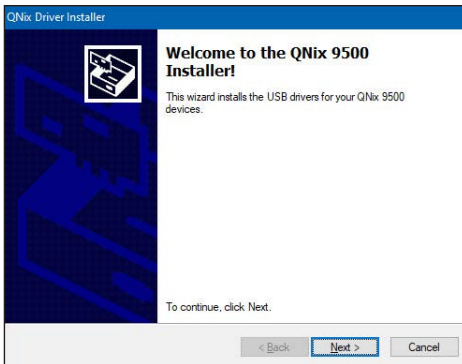 QNix Driver Installer
Welcome to the QNix 9500
Installer!
This wizard installs the USB drivers for your QNix 9500
devices.
To continue, click Next.
< Back
Next >
Cancel